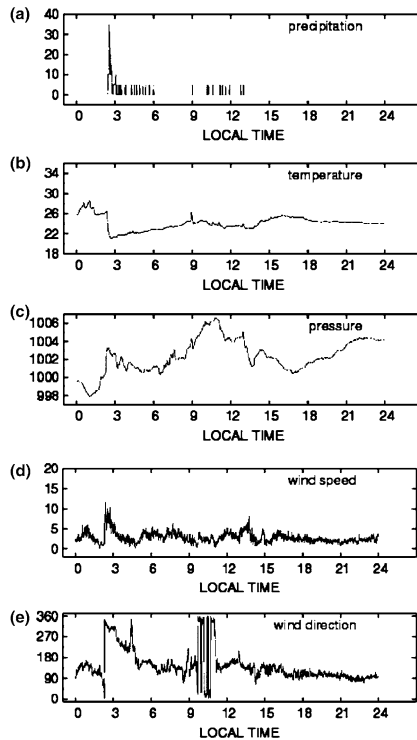 (a)
precipitation
40
30
20
10
0
0 3 6 9 12 15 18 21 24
LOCAL TIME
(b)
temperature
34
30
26
22
18
0 3 6 9 12 15 18 21 24
LOCAL TIME
(c)
pressure
1006
1004
1002
1000
998
0 3 6 9 12 15 18 21 24
LOCAL TIME
(d)
wind speed
20
15
10
5
0
0 3 6 9 12 15 18 21 24
LOCAL TIME
(e)
wind direction
360
270
180
90
0
0 3 6 9 12 15 18 21 24
LOCAL TIME